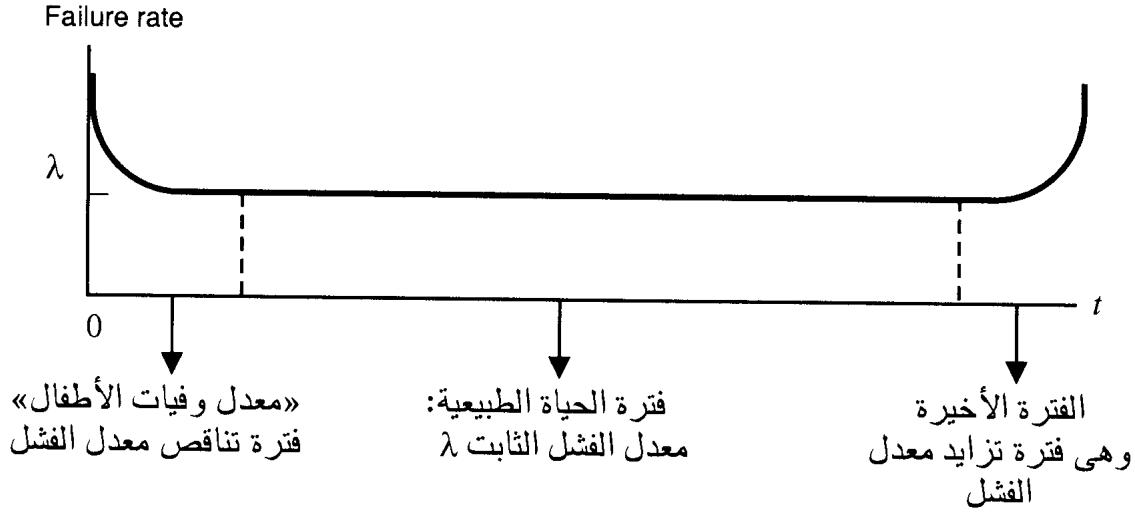 Failure rate
λ
0
t
«معدل وفيات الأطفال»
فترة تناقص معدل الفشل
فترة الحياة الطبيعية:
معدل الفشل الثابت λ
الفترة الأخيرة
وهى فترة تزايد معدل
الفشل